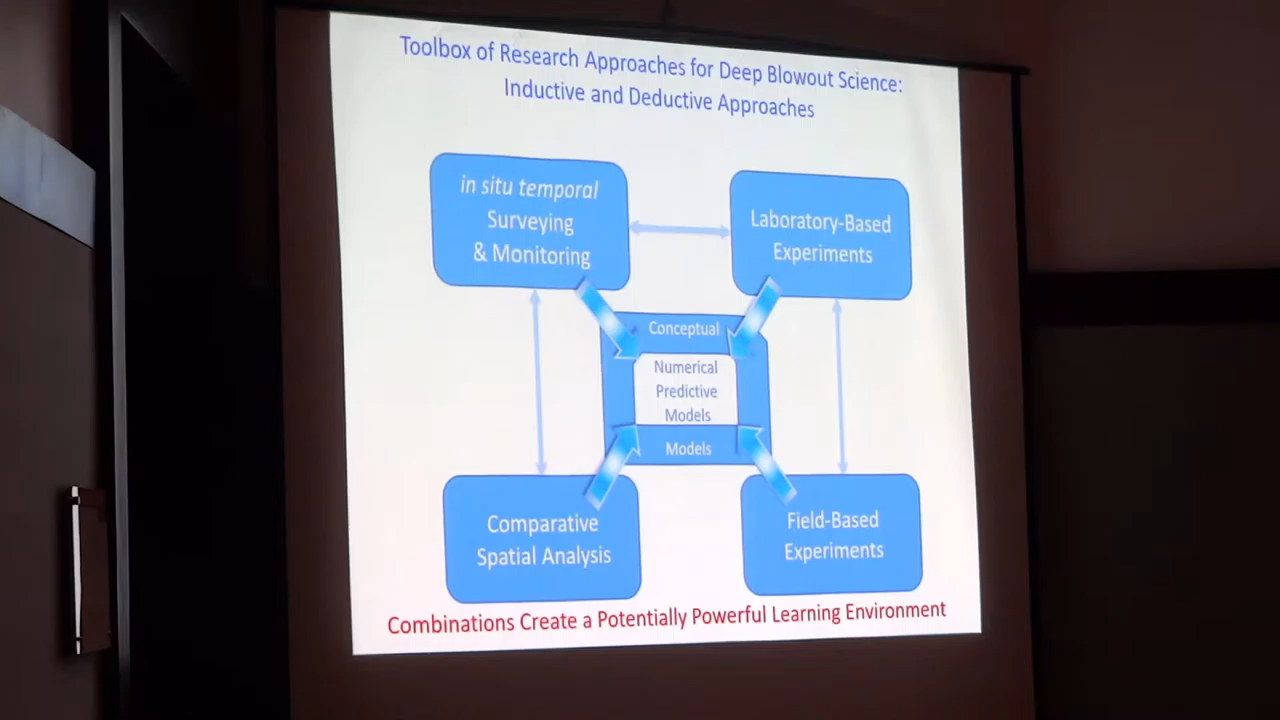 Toolbox of Research Approaches for Deep Blowout Science:
Inductive and Deductive Approaches
in situ temporal
Surveying
& Monitoring
Laboratory-Based
Experiments
Conceptual
Numerical
Predictive
Models
Models
Comparative
Spatial Analysis
Field-Based
Experiments
Combinations Create a Potentially Powerful Learning Environment